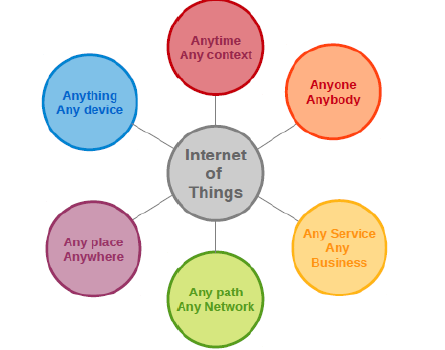 Anytime
Any context
Anyone
Anybody
Anything
Any device
Internet
of
Things
Any Service
Any
Business
Any place
Anywhere
Any path
Any Network